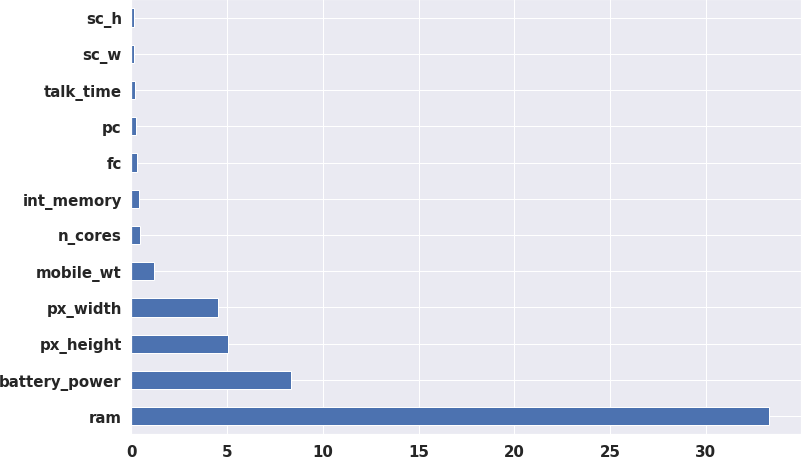 sc_h
sc_w
talk_time
pc
fc
int_memory
n_cores
mobile_wt
px_width
px_height
battery_power
ram
0 5 10 15 20 25 30